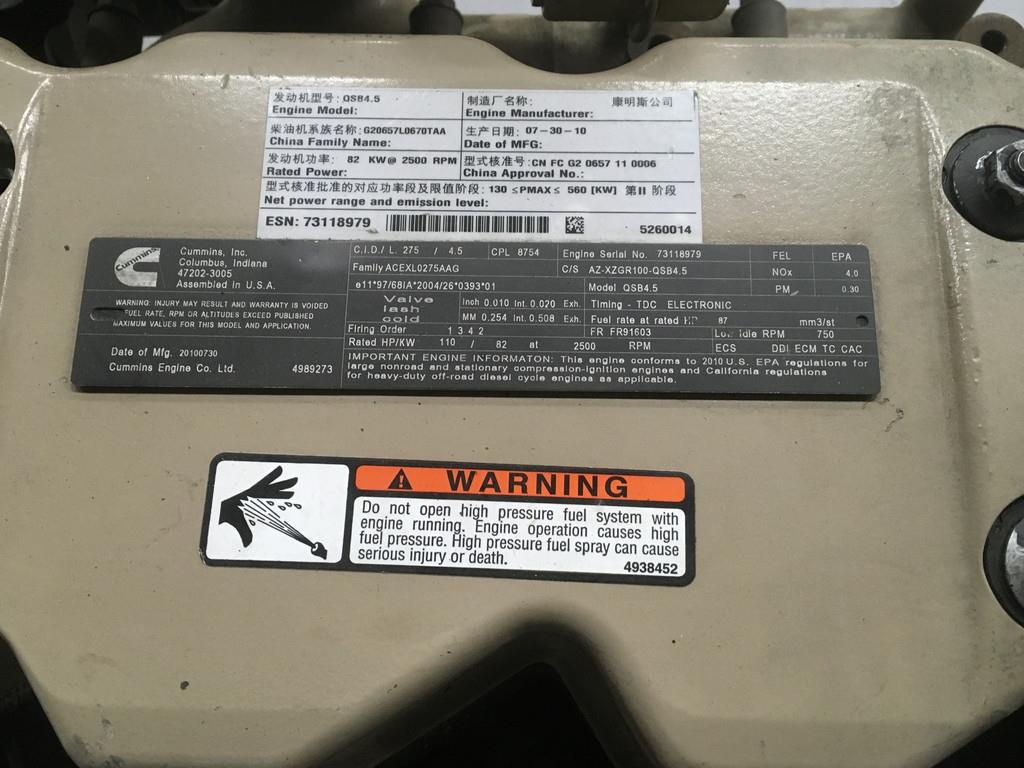 发动机型号: QSB4.5
Engine Model:
制造厂名称: 康明斯公司
Engine Manufacturer:
柴油机系族名称: G20657L0670TAA
China Family Name:
生产日期: 07-30-10
Date of MFG:
发动机功率: 82 KW@ 2500 RPM
Rated Power:
型式核准号: CN FC G2 0657 11 0006
China Approval No.:
型式核准批准的对应功率段及限值阶段: 130 ≤PMAX≤ 560 [KW] 第II 阶段
Net power range and emission level:
ESN: 73118979
5260014
Cummins
Cummins, Inc.
Columbus, Indiana
47202-3005
Assembled in U.S.A.
WARNING: INJURY MAY RESULT AND WARRANTY IS VOIDED
FUEL RATE, RPM OR ALTITUDES EXCEED PUBLISHED
MAXIMUM VALUES FOR THIS MODEL AND APPLICATION.
Date of Mfg. 20100730
Cummins Engine Co. Ltd. 4989273
C.I.D./ L. 275 / 4.5 CPL 8754 Engine Serial No. 73118979 FEL EPA
Family ACEXL0275AAG C/S AZ-XZGR100-QSB4.5 NOx 4.0
e11*97/68IA*2004/26*0393*01 Model QSB4.5 PM 0.30
Valve lash cold Inch 0.010 Int. 0.020 Exh. Timing - TDC ELECTRONIC
MM 0.254 Int. 0.508 Exh. Fuel rate at rated HP 87 mm3/st
Firing Order 1 3 4 2 FR FR91603 Low Idle RPM 750
Rated HP/KW 110 / 82 at 2500 RPM ECS DDI ECM TC CAC
IMPORTANT ENGINE INFORMATON: This engine conforms to 2010 U.S. EPA regulations for
large nonroad and stationary compression-ignition engines and California regulations
for heavy-duty off-road diesel cycle engines as applicable.
WARNING
Do not open high pressure fuel system with
engine running. Engine operation causes high
fuel pressure. High pressure fuel spray can cause
serious injury or death.
4938452